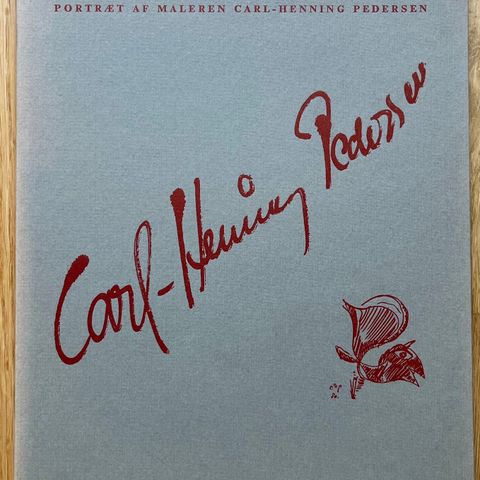 PORTRÆT AF MALEREN CARL-HENNING PEDERSEN
Carl-Henning Pedersen